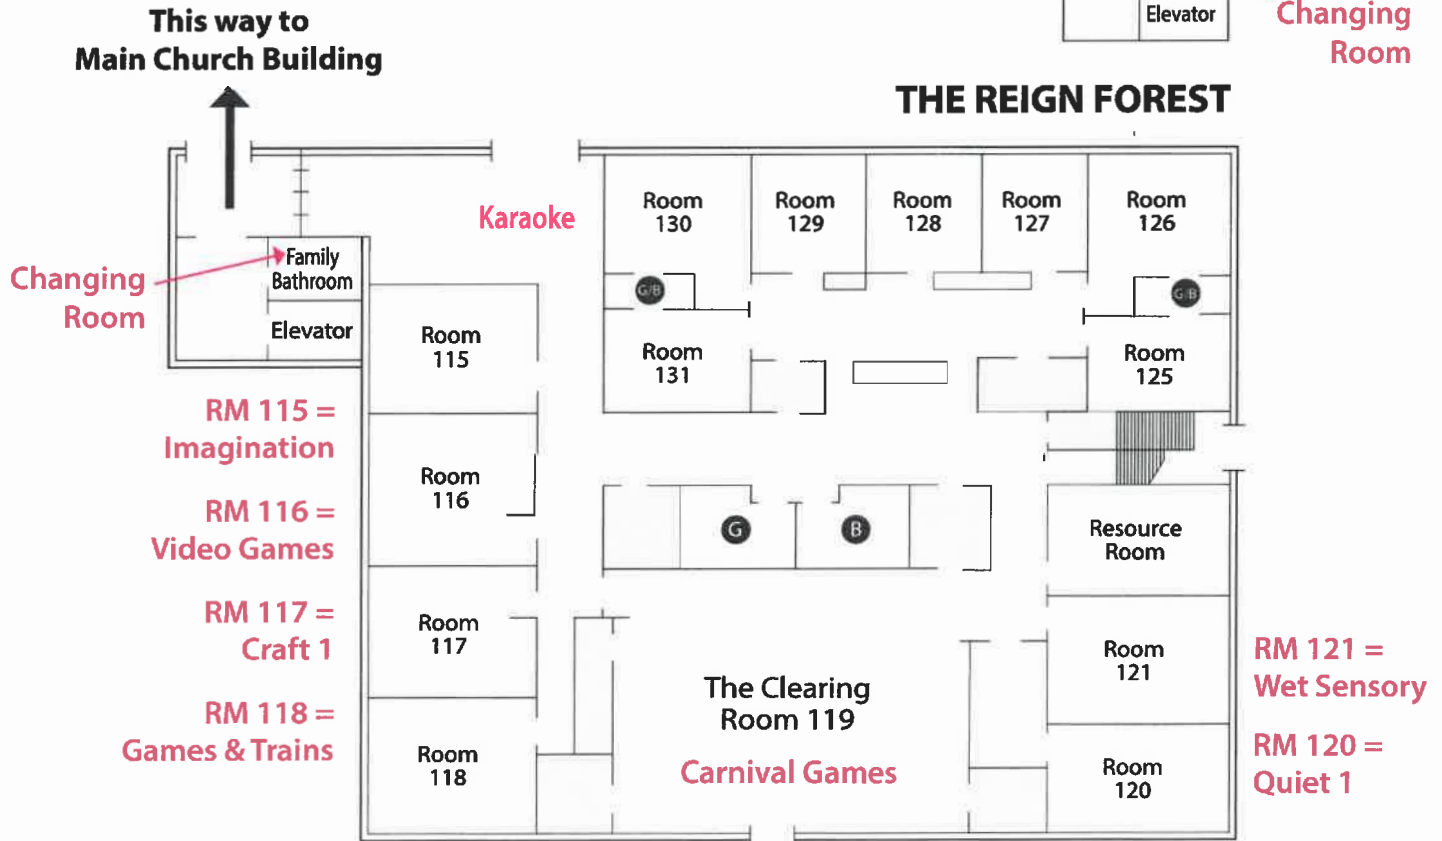 This way to
Main Church Building
Elevator
Changing
Room
THE REIGN FOREST
Karaoke
Room
130
Room
129
Room
128
Room
127
Room
126
Changing
Room
Family
Bathroom
Elevator
G/B
G/B
Room
115
Room
131
Room
125
RM 115 =
Imagination
Room
116
RM 116 =
Video Games
G
B
Resource
Room
RM 117 =
Craft 1
Room
117
Room
121
RM 121 =
Wet Sensory
The Clearing
Room 119
Carnival Games
RM 118 =
Games & Trains
Room
118
Room
120
RM 120 =
Quiet 1